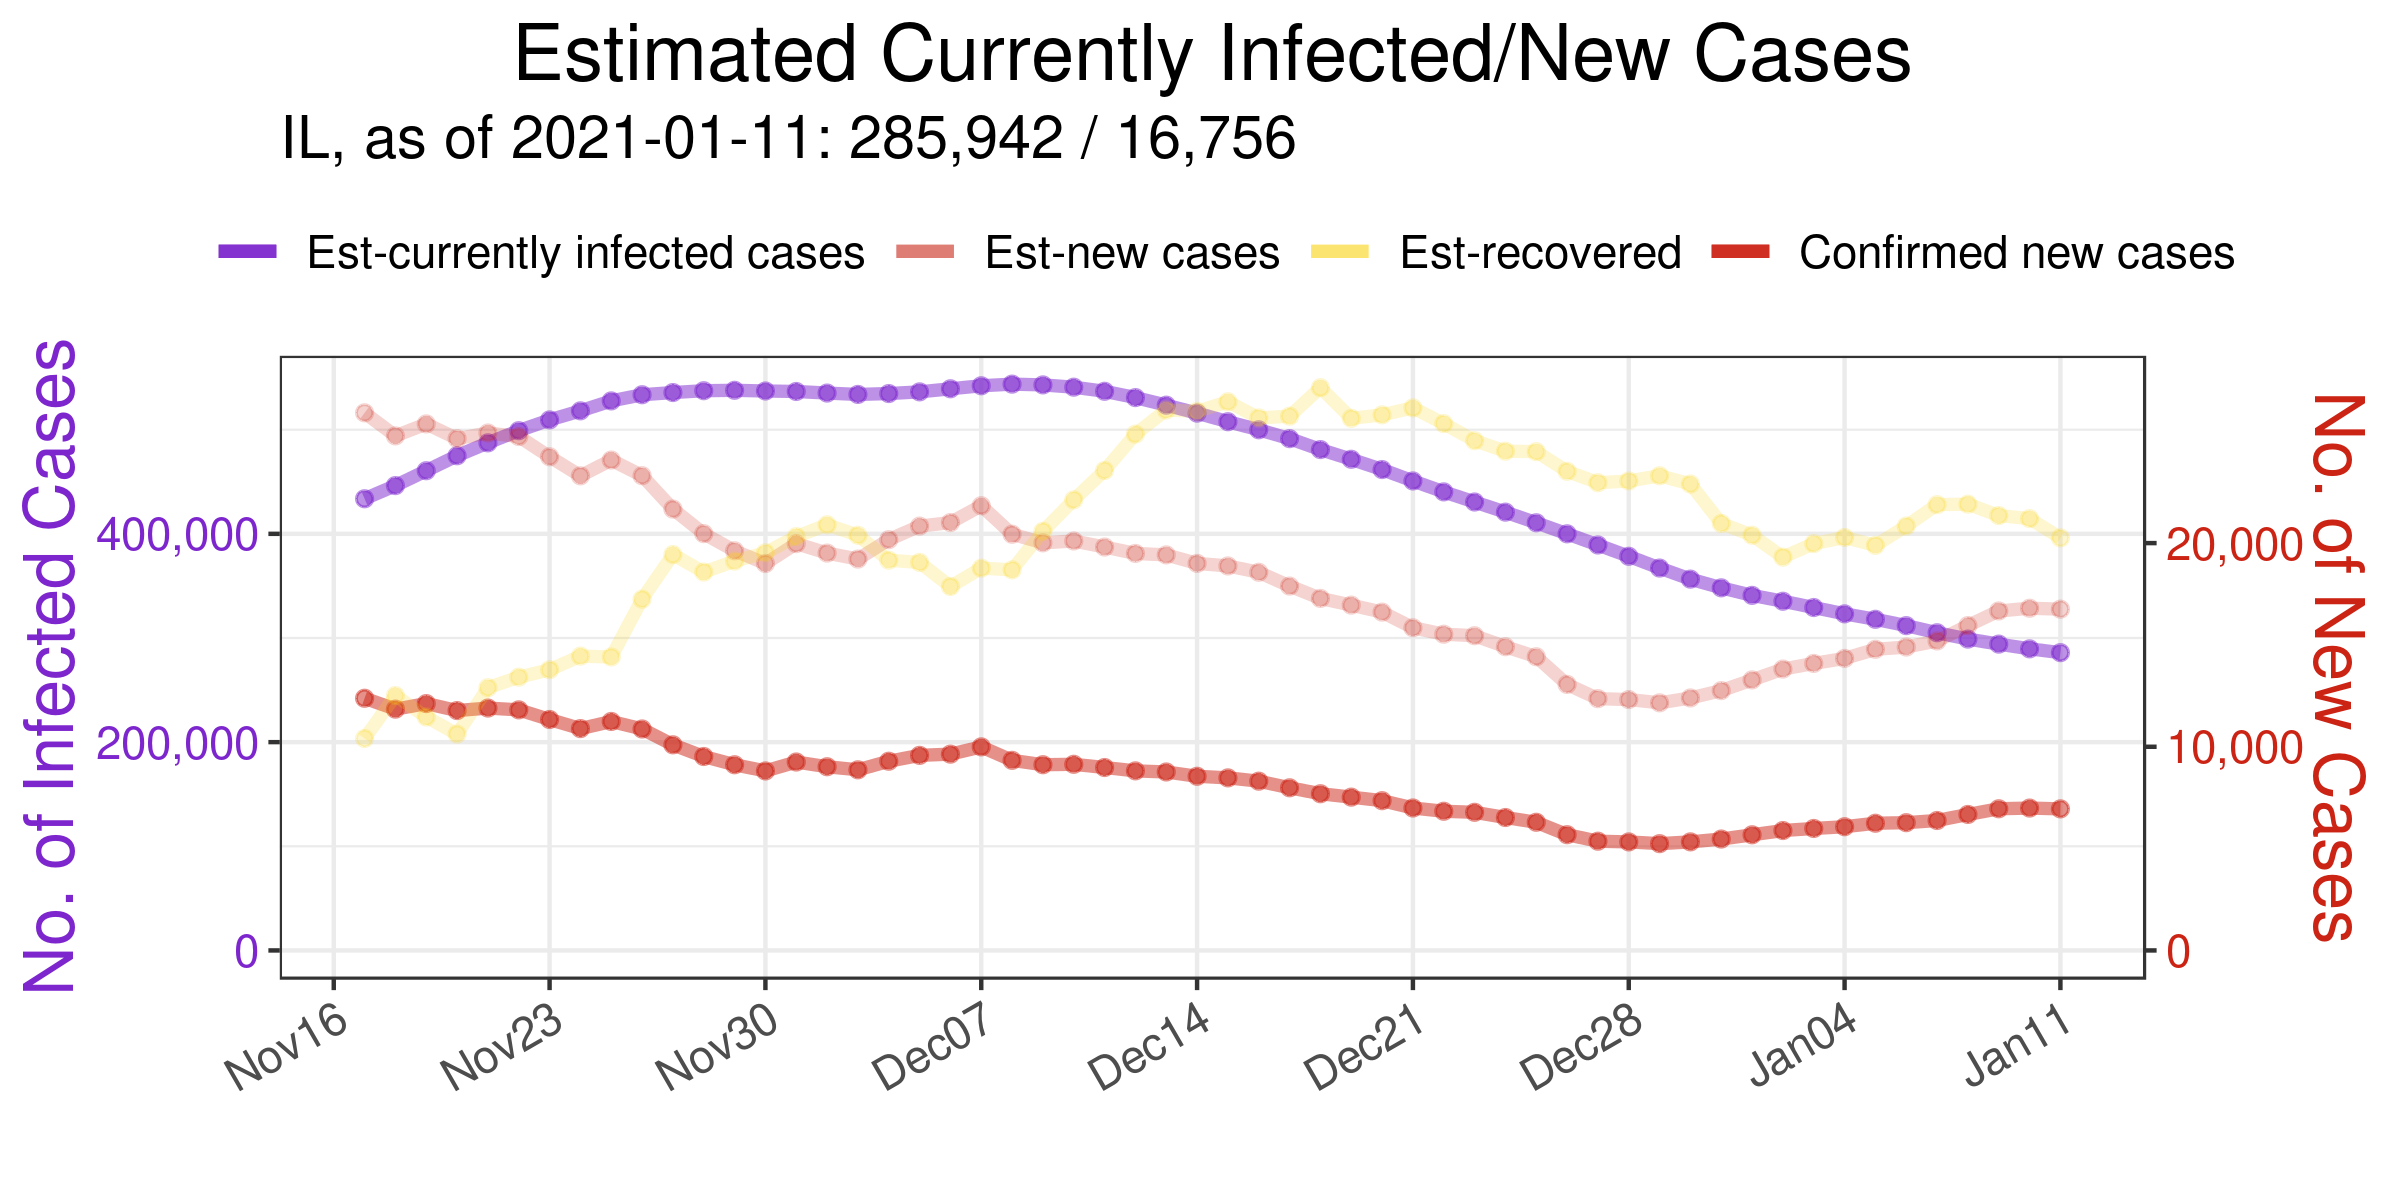 Estimated Currently Infected/New Cases
IL, as of 2021-01-11: 285,942 / 16,756
Est-currently infected cases Est-new cases Est-recovered Confirmed new cases
No. of Infected Cases
400,000
200,000
0
No. of New Cases
20,000
10,000
0
Nov16 Nov23 Nov30 Dec07 Dec14 Dec21 Dec28 Jan04 Jan11